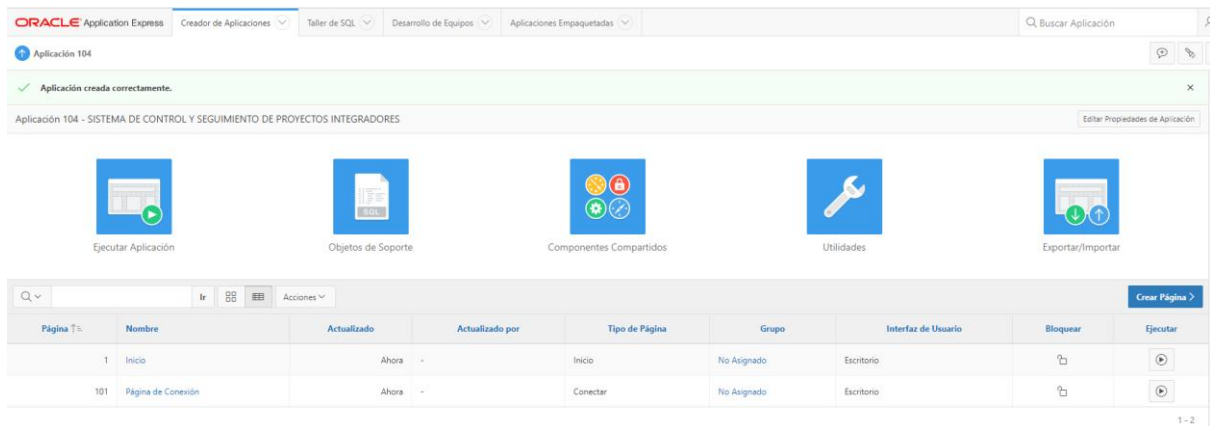 ORACLE Application Express Creador de Aplicaciones Taller de SQL Desarrollo de Equipos Aplicaciones Empaquetadas Buscar Aplicación
Aplicación 104
Aplicación creada correctamente.
Aplicación 104 - SISTEMA DE CONTROL Y SEGUIMIENTO DE PROYECTOS INTEGRADORES Editar Propiedades de Aplicación
SQL
Ejecutar Aplicación Objetos de Soporte Componentes Compartidos Utilidades Exportar/Importar
Ir Acciones Crear Página
Página Nombre Actualizado Actualizado por Tipo de Página Grupo Interfaz de Usuario Bloquear Ejecutar
1 Inicio Ahora - Inicio No Asignado Escritorio
101 Página de Conexión Ahora - Conectar No Asignado Escritorio
1 - 2